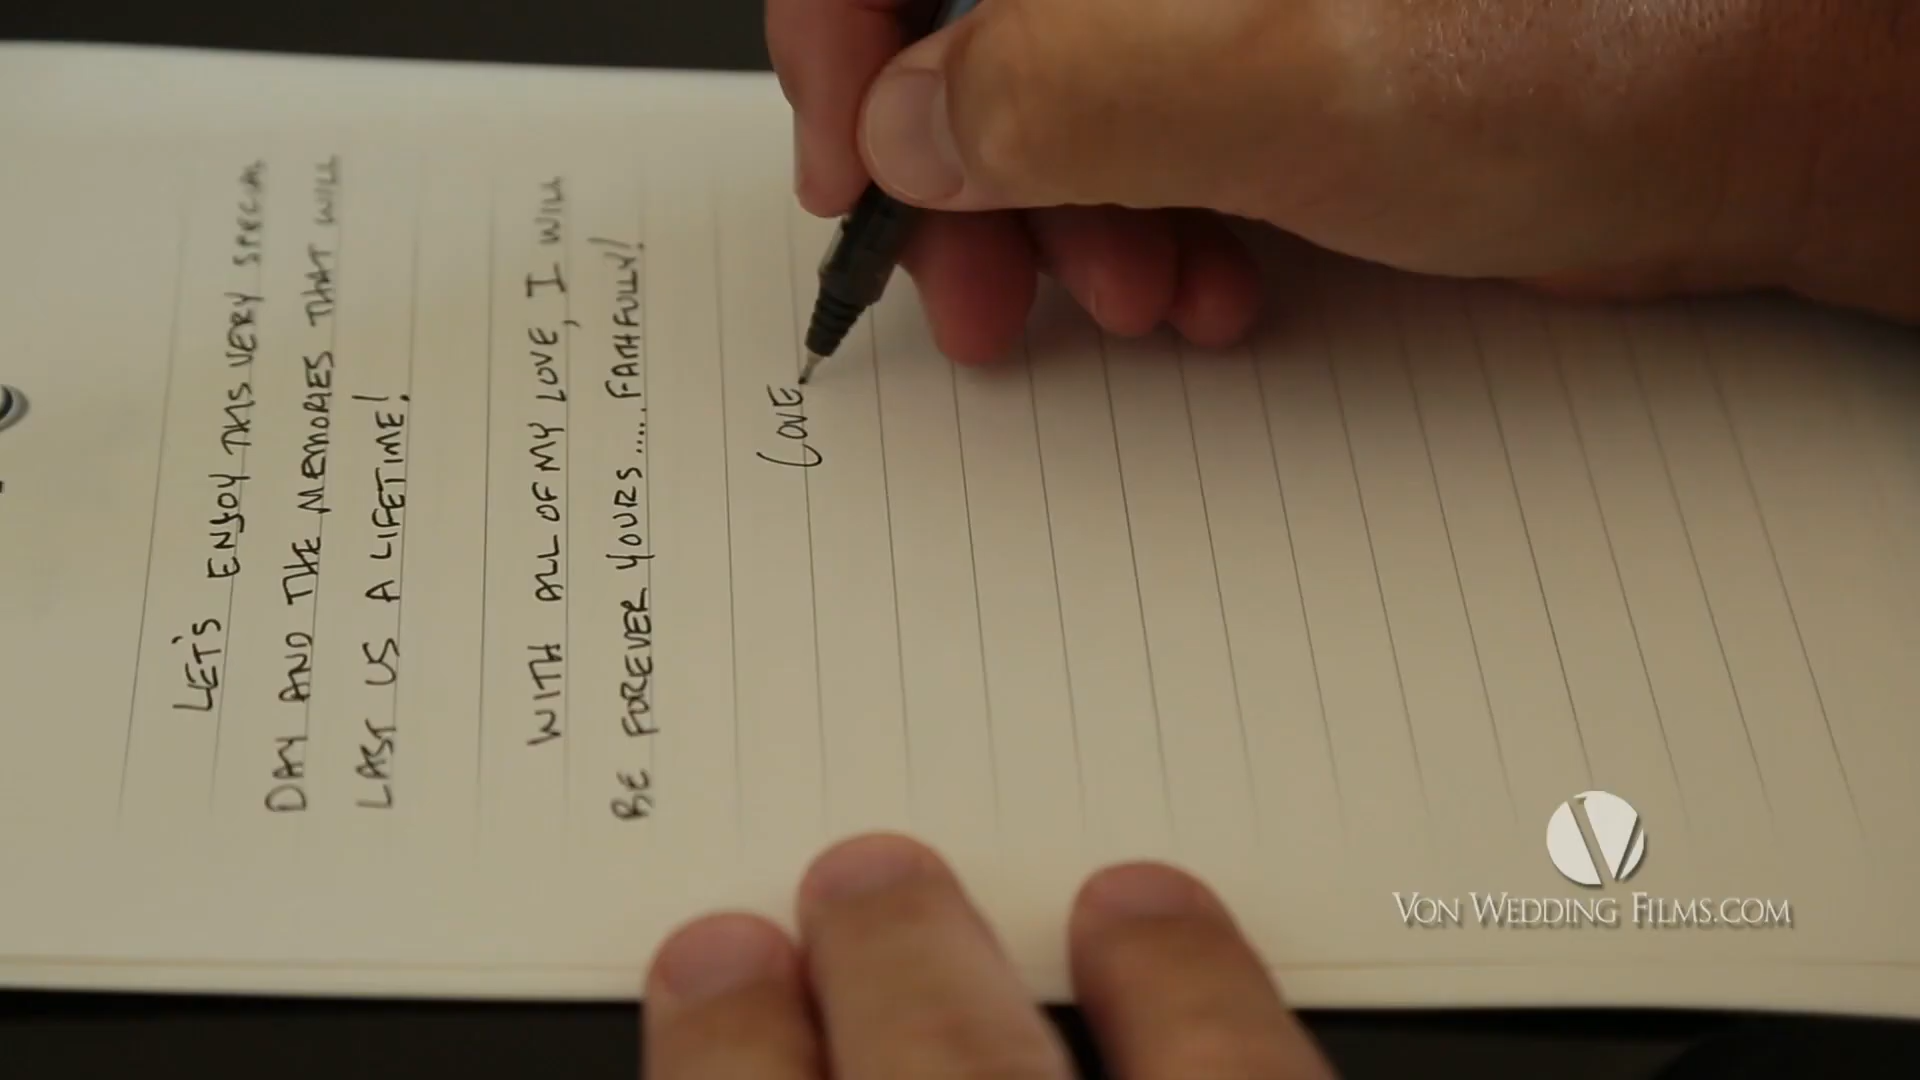 LET'S ENJOY THIS VERY SPECIAL
DAY AND THE MEMORIES THAT WILL
LAST US A LIFETIME!
WITH ALL OF MY LOVE, I WILL
BE FOREVER YOURS.... FAITHFULLY!
LOVE,
V
VON WEDDING FILMS.COM